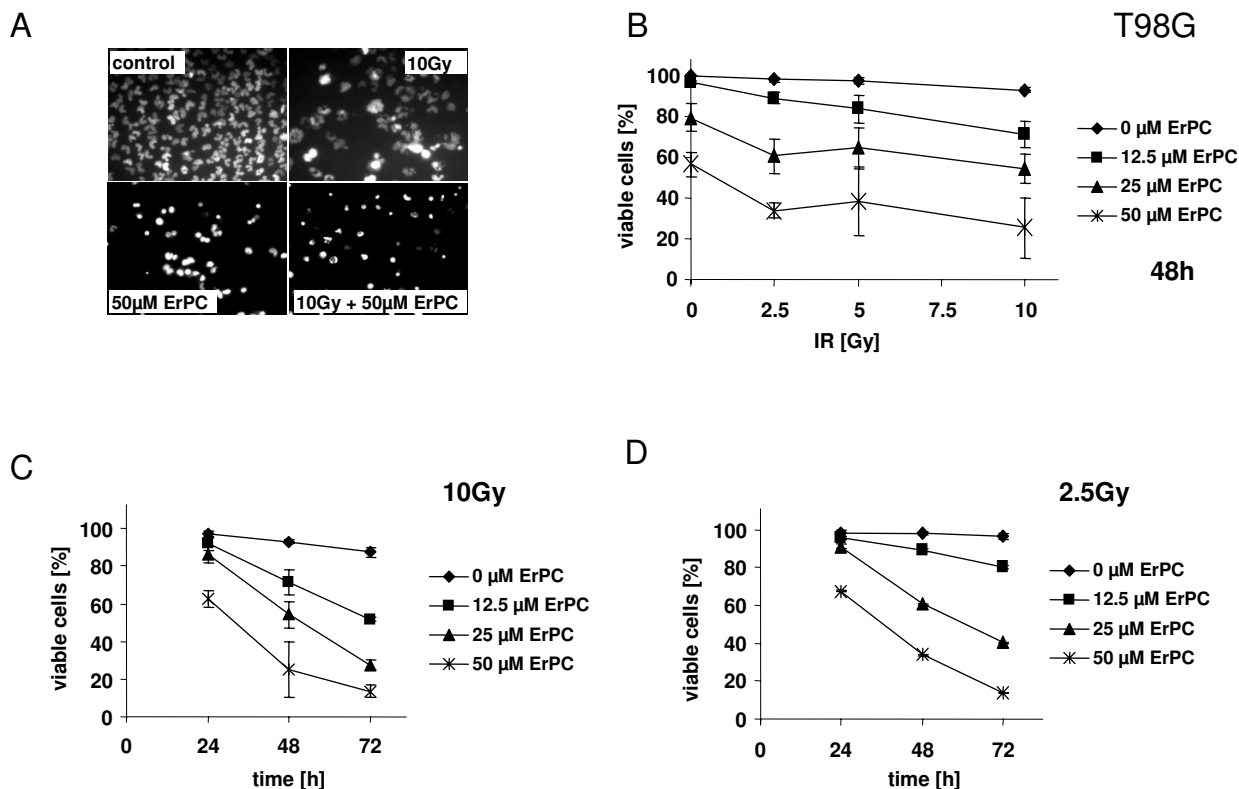 A
control
10Gy
50µM ErPC
10Gy + 50µM ErPC
B
T98G
viable cells [%]
100
80
60
40
20
0
0
2.5
5
7.5
10
IR [Gy]
0 µM ErPC
12.5 µM ErPC
25 µM ErPC
50 µM ErPC
48h
C
10Gy
viable cells [%]
100
80
60
40
20
0
0
24
48
72
time [h]
0 µM ErPC
12.5 µM ErPC
25 µM ErPC
50 µM ErPC
D
2.5Gy
viable cells [%]
100
80
60
40
20
0
0
24
48
72
time [h]
0 µM ErPC
12.5 µM ErPC
25 µM ErPC
50 µM ErPC